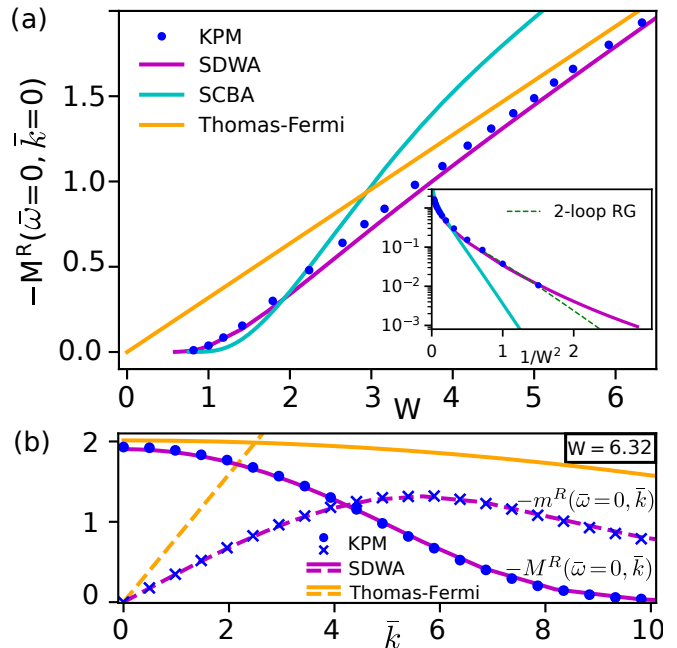 (a)
KPM
SDWA
SCBA
Thomas-Fermi
−M^R(ω̄=0, k̄=0)
1.5
1.0
0.5
0.0
0 1 2 3 4 5 6
W
2-loop RG
10⁻¹
10⁻²
10⁻³
0 1/W² 2
(b)
W = 6.32
2
1
0
−m^R(ω̄=0, k̄)
−M^R(ω̄=0, k̄)
KPM
SDWA
Thomas-Fermi
0 2 4 6 8 10
k̄